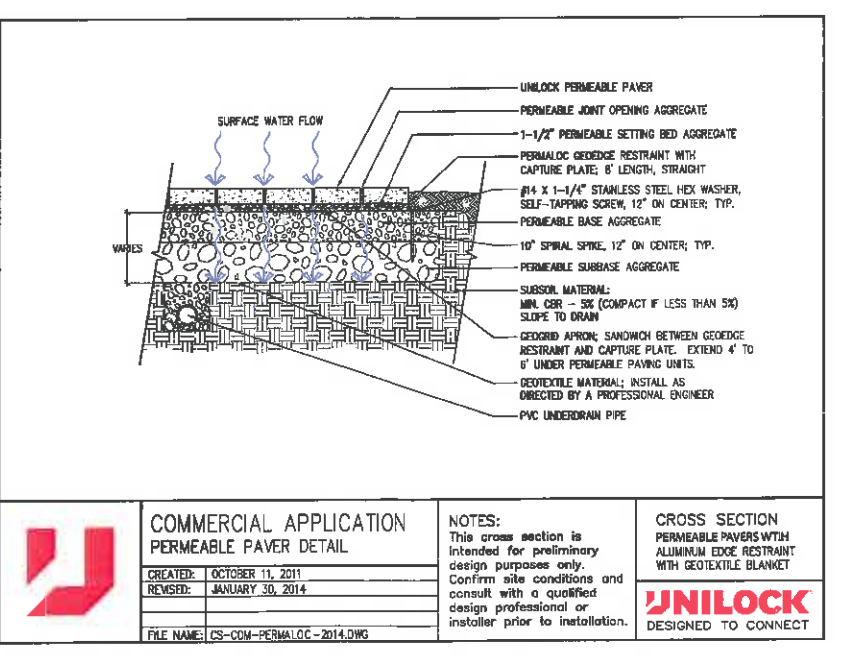 UNILOCK PERMEABLE PAVER
PERMEABLE JOINT OPENING AGGREGATE
SURFACE WATER FLOW
1-1/2" PERMEABLE SETTING BED AGGREGATE
PERMALOC GEOEDGE RESTRAINT WITH
CAPTURE PLATE; 8' LENGTH, STRAIGHT
#14 X 1-1/4" STAINLESS STEEL HEX WASHER,
SELF-TAPPING SCREW, 12" ON CENTER; TYP.
PERMEABLE BASE AGGREGATE
VARIES
10" SPIRAL SPIKE, 12" ON CENTER; TYP.
PERMEABLE SUBBASE AGGREGATE
SUBSOIL MATERIAL:
MIN. CBR - 5% (COMPACT IF LESS THAN 5%)
SLOPE TO DRAIN
GEOGRID APRON; SANDWICH BETWEEN GEOEDGE
RESTRAINT AND CAPTURE PLATE. EXTEND 4' TO
6' UNDER PERMEABLE PAVING UNITS.
GEOTEXTILE MATERIAL; INSTALL AS
DIRECTED BY A PROFESSIONAL ENGINEER
PVC UNDERDRAIN PIPE
COMMERCIAL APPLICATION
PERMEABLE PAVER DETAIL
CREATED: OCTOBER 11, 2011
REVISED: JANUARY 30, 2014
FILE NAME: CS-COM-PERMALOC-2014.DWG
NOTES:
This cross section is
intended for preliminary
design purposes only.
Confirm site conditions and
consult with a qualified
design professional or
installer prior to installation.
CROSS SECTION
PERMEABLE PAVERS WTIH
ALUMINUM EDGE RESTRAINT
WITH GEOTEXTILE BLANKET
UNILOCK
DESIGNED TO CONNECT